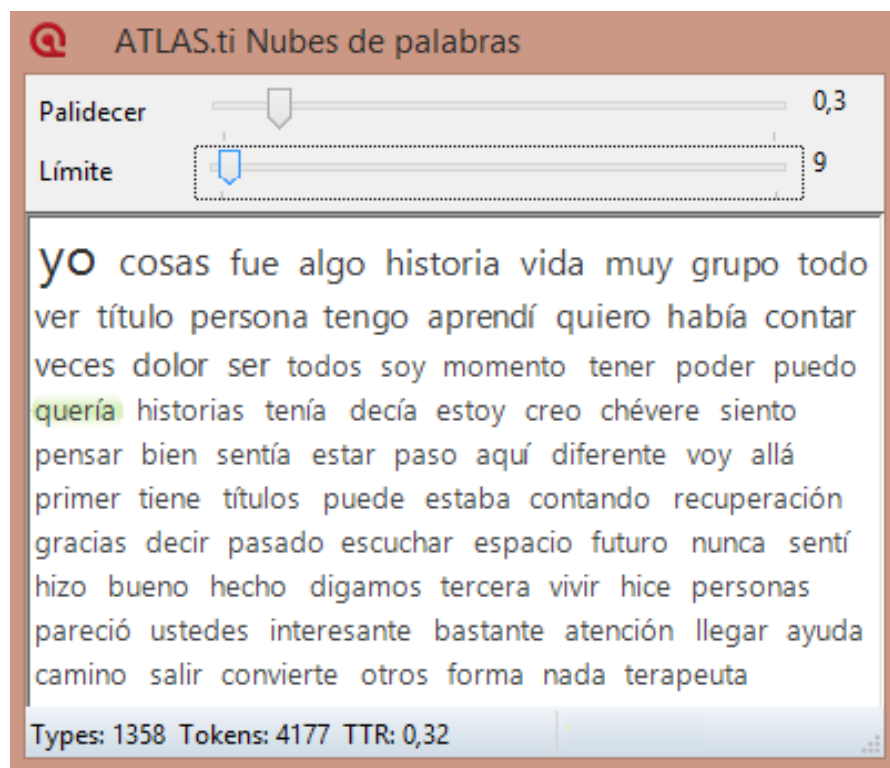 ATLAS.ti Nubes de palabras
Palidecer 0,3
Límite 9
yo cosas fue algo historia vida muy grupo todo
ver título persona tengo aprendí quiero había contar
veces dolor ser todos soy momento tener poder puedo
quería historias tenía decía estoy creo chévere siento
pensar bien sentía estar paso aquí diferente voy allá
primer tiene títulos puede estaba contando recuperación
gracias decir pasado escuchar espacio futuro nunca sentí
hizo bueno hecho digamos tercera vivir hice personas
pareció ustedes interesante bastante atención llegar ayuda
camino salir convierte otros forma nada terapeuta
Types: 1358 Tokens: 4177 TTR: 0,32